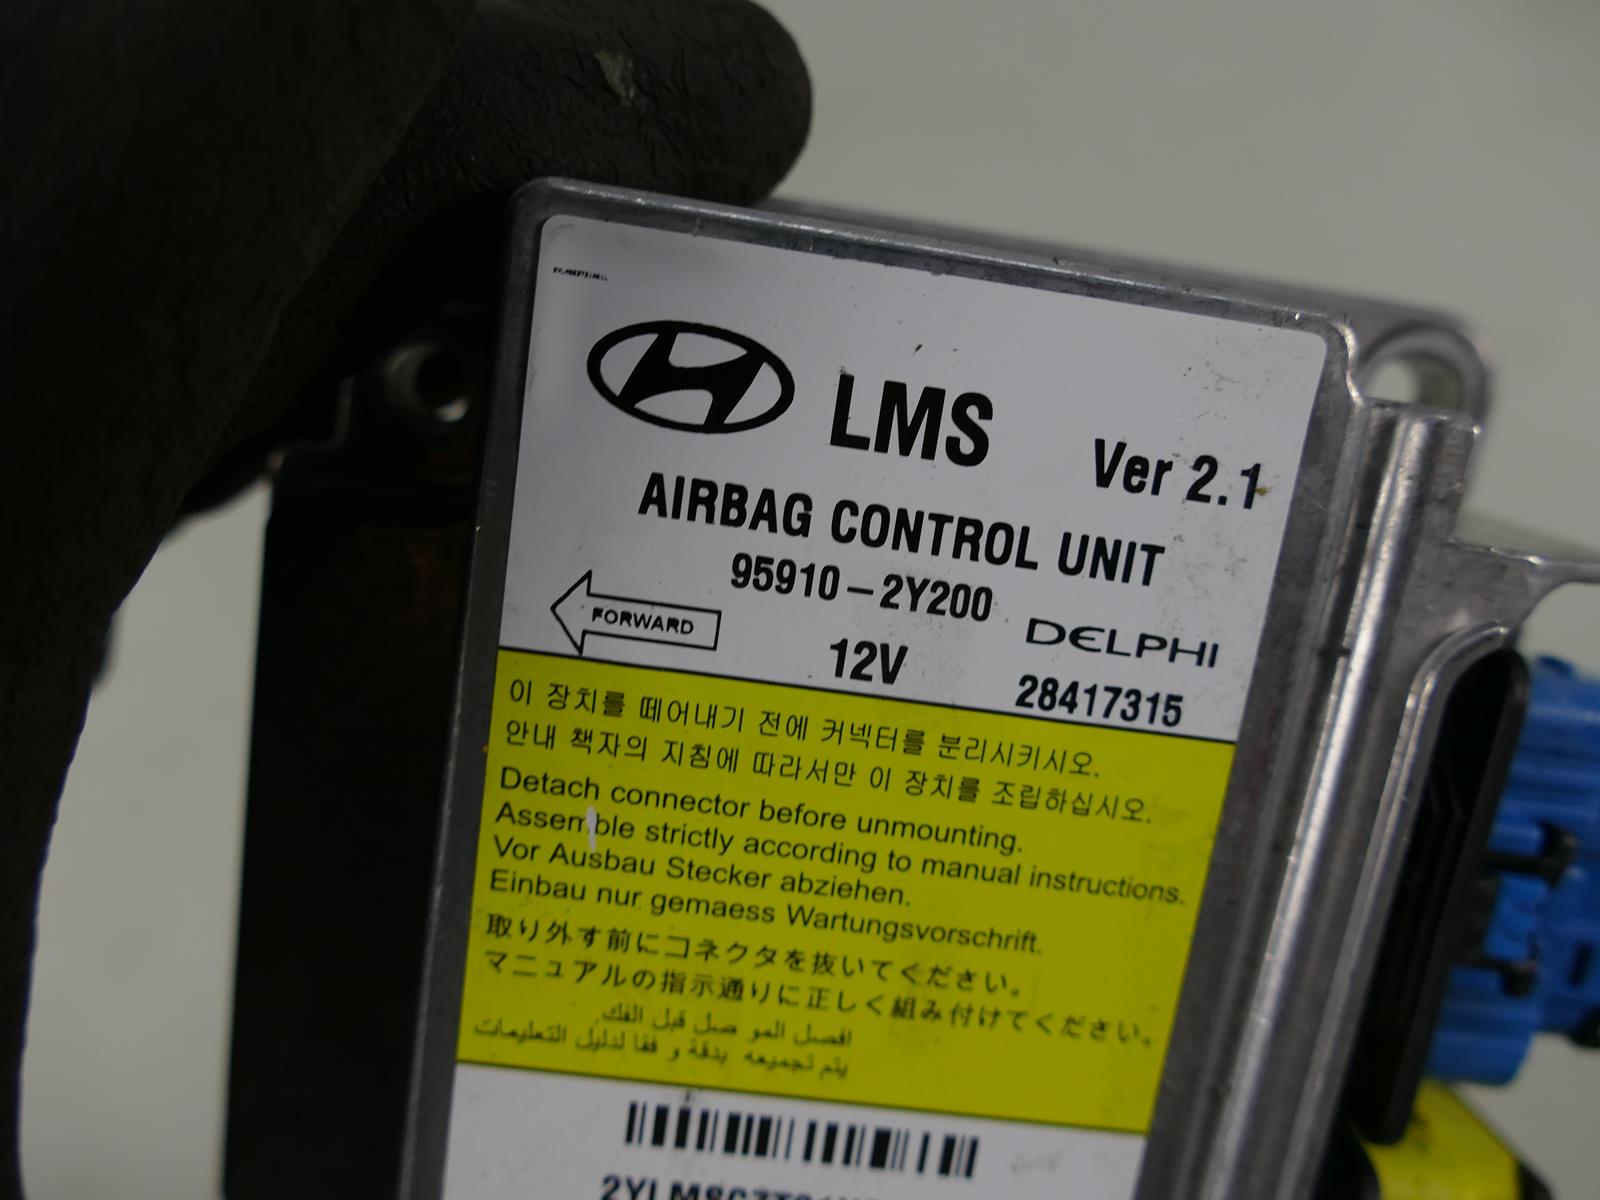 LMS
Ver 2.1
AIRBAG CONTROL UNIT
95910-2Y200
FORWARD
12V
DELPHI
28417315
이 장치를 떼어내기 전에 커넥터를 분리시키시오.
안내 책자의 지침에 따라서만 이 장치를 조립하십시오.
Detach connector before unmounting.
Assemble strictly according to manual instructions.
Vor Ausbau Stecker abziehen.
Einbau nur gemaess Wartungsvorschrift.
取り外す前にコネクタを抜いてください。
マニュアルの指示通りに正しく組み付けてください。
افصل المو صل قبل الفك.
يتم تجميعه بدقة و فقا لدليل التعليمات